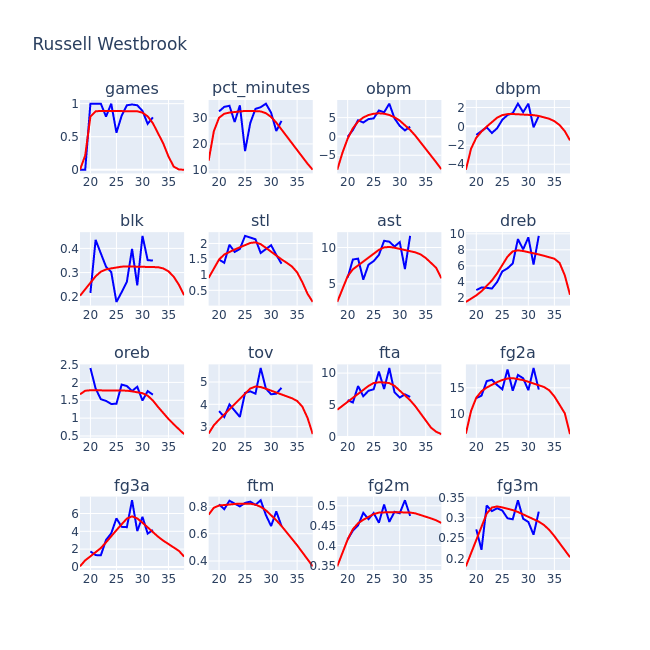 Russell Westbrook
games pct_minutes obpm dbpm
1 0.5 0 20 25 30 35
30 20 10 20 25 30 35
5 0 −5 20 25 30 35
2 0 −2 −4 20 25 30 35
blk stl ast dreb
0.4 0.3 0.2 20 25 30 35
2 1.5 1 0.5 20 25 30 35
10 5 20 25 30 35
10 8 6 4 2 20 25 30 35
oreb tov fta fg2a
2.5 2 1.5 1 0.5 20 25 30 35
5 4 3 20 25 30 35
10 5 0 20 25 30 35
15 10 20 25 30 35
fg3a ftm fg2m fg3m
6 4 2 0 20 25 30 35
0.8 0.6 0.4 20 25 30 35
0.5 0.45 0.4 0.35 20 25 30 35
0.35 0.3 0.25 0.2 20 25 30 35